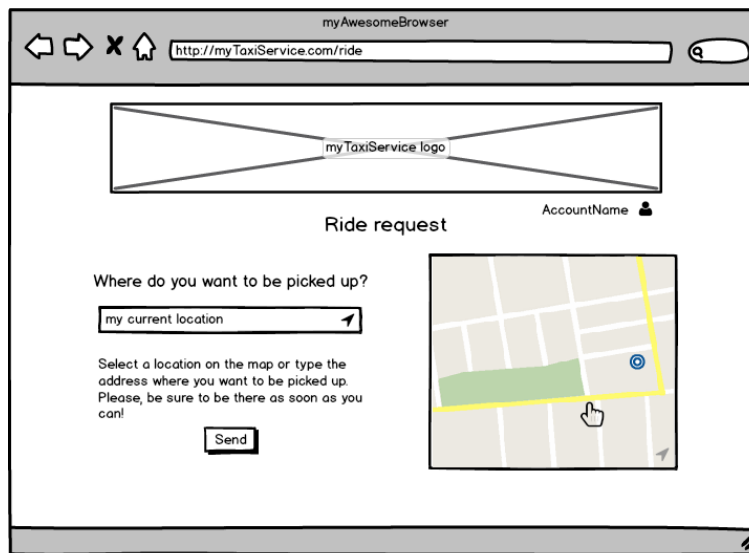 myAwesomeBrowser
http://myTaxiService.com/ride
myTaxiService logo
AccountName
Ride request
Where do you want to be picked up?
my current location
Select a location on the map or type the
address where you want to be picked up.
Please, be sure to be there as soon as you
can!
Send